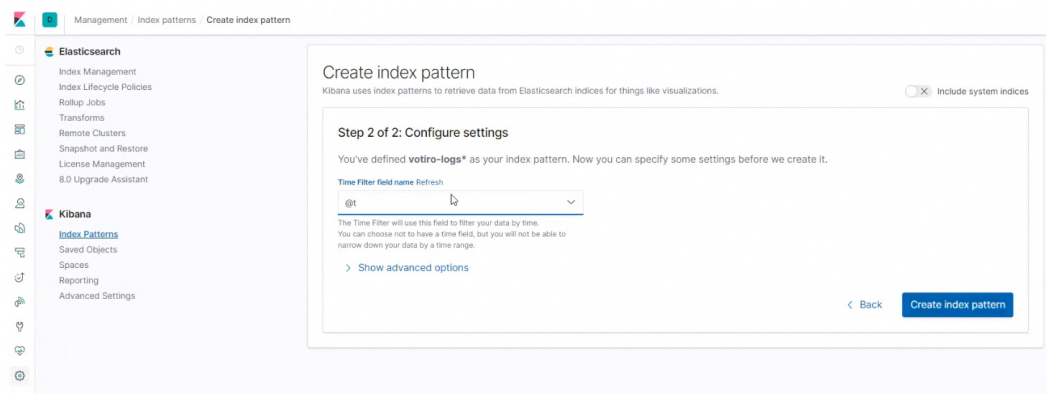 D Management / Index patterns / Create index pattern
Elasticsearch
Index Management
Index Lifecycle Policies
Rollup Jobs
Transforms
Remote Clusters
Snapshot and Restore
License Management
8.0 Upgrade Assistant
Kibana
Index Patterns
Saved Objects
Spaces
Reporting
Advanced Settings
Create index pattern
Kibana uses index patterns to retrieve data from Elasticsearch indices for things like visualizations.
Include system indices
Step 2 of 2: Configure settings
You've defined votiro-logs* as your index pattern. Now you can specify some settings before we create it.
Time Filter field name Refresh
@t
The Time Filter will use this field to filter your data by time.
You can choose not to have a time field, but you will not be able to
narrow down your data by a time range.
Show advanced options
Back
Create index pattern